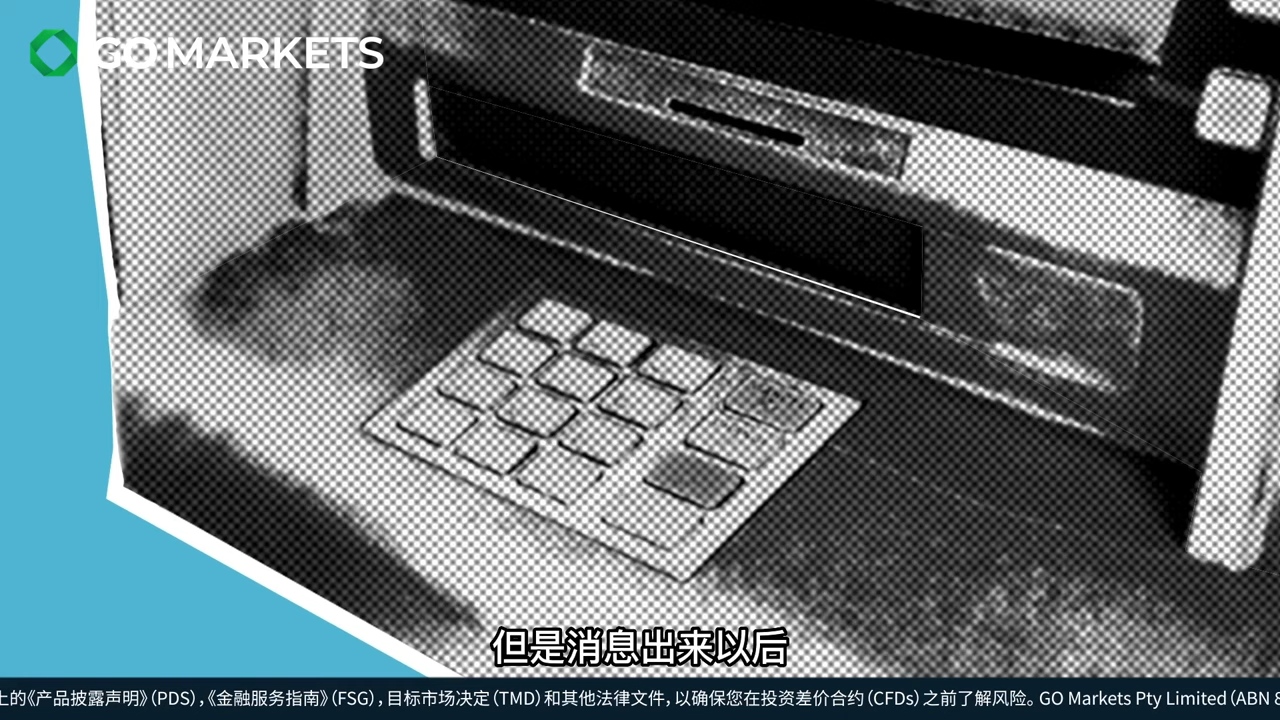 GO MARKETS
但是消息出来以后
上的《产品披露声明》(PDS),《金融服务指南》(FSG),目标市场决定(TMD)和其他法律文件,以确保您在投资差价合约(CFDs)之前了解风险。GO Markets Pty Limited (ABN 8